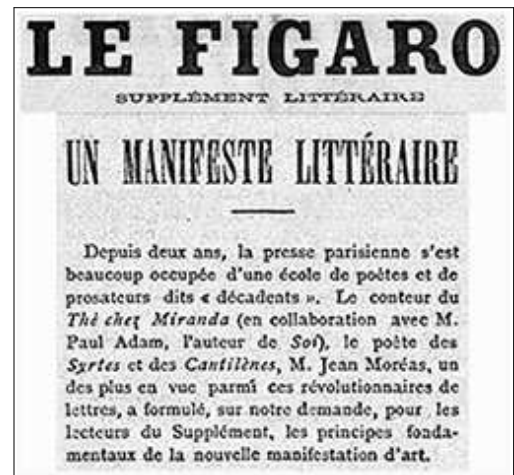 LE FIGARO
SUPPLÉMENT LITTÉRAIRE
UN MANIFESTE LITTÉRAIRE
Depuis deux ans, la presse parisienne s'est
beaucoup occupée d'une école de poètes et de
prosateurs dits « décadents ». Le conteur du
Thé chez Miranda (en collaboration avec M.
Paul Adam, l'auteur de Soi), le poète des
Syrtes et des Cantilènes, M. Jean Moréas, un
des plus en vue parmi ces révolutionnaires de
lettres, a formulé, sur notre demande, pour les
lecteurs du Supplément, les principes fonda-
mentaux de la nouvelle manifestation d'art.